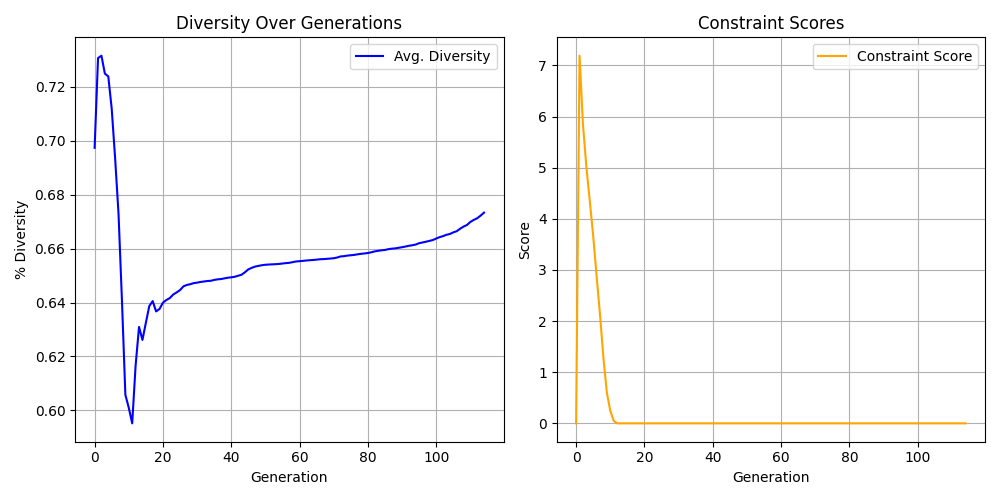 Diversity Over Generations
Avg. Diversity
% Diversity
0.72
0.70
0.68
0.66
0.64
0.62
0.60
0 20 40 60 80 100
Generation
Constraint Scores
Constraint Score
Score
7
6
5
4
3
2
1
0
0 20 40 60 80 100
Generation